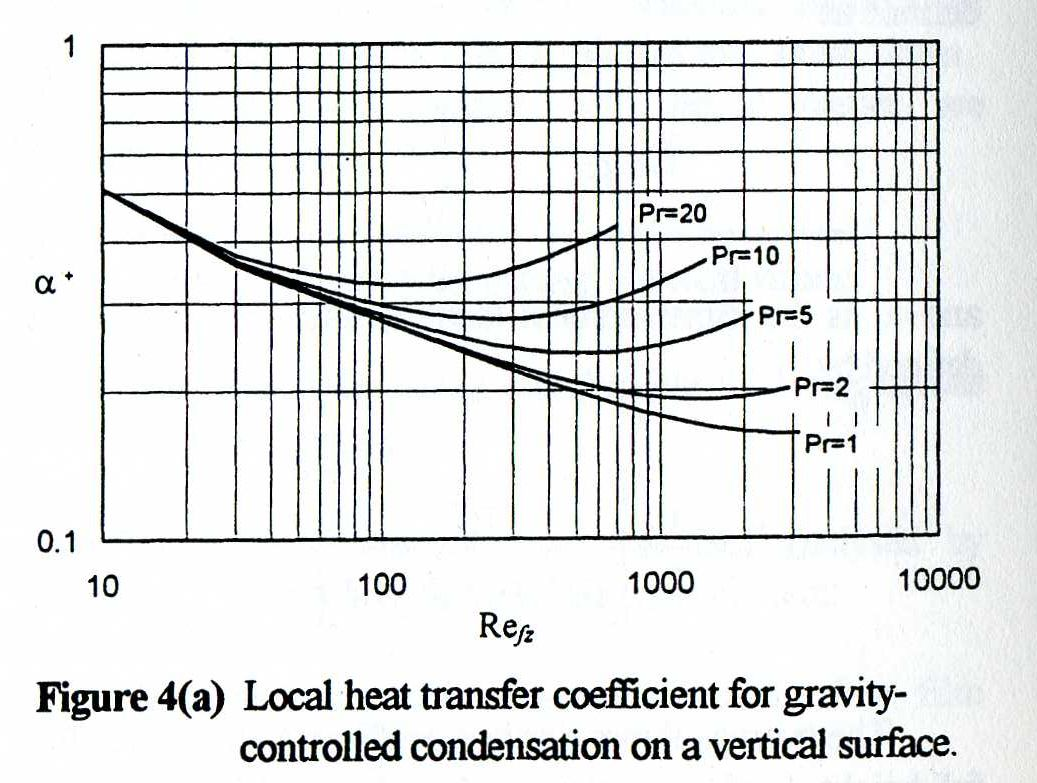 1
Pr=20
Pr=10
α +
Pr=5
Pr=2
Pr=1
0.1
10 100 1000 10000
Refz
Figure 4(a) Local heat transfer coefficient for gravity-
controlled condensation on a vertical surface.